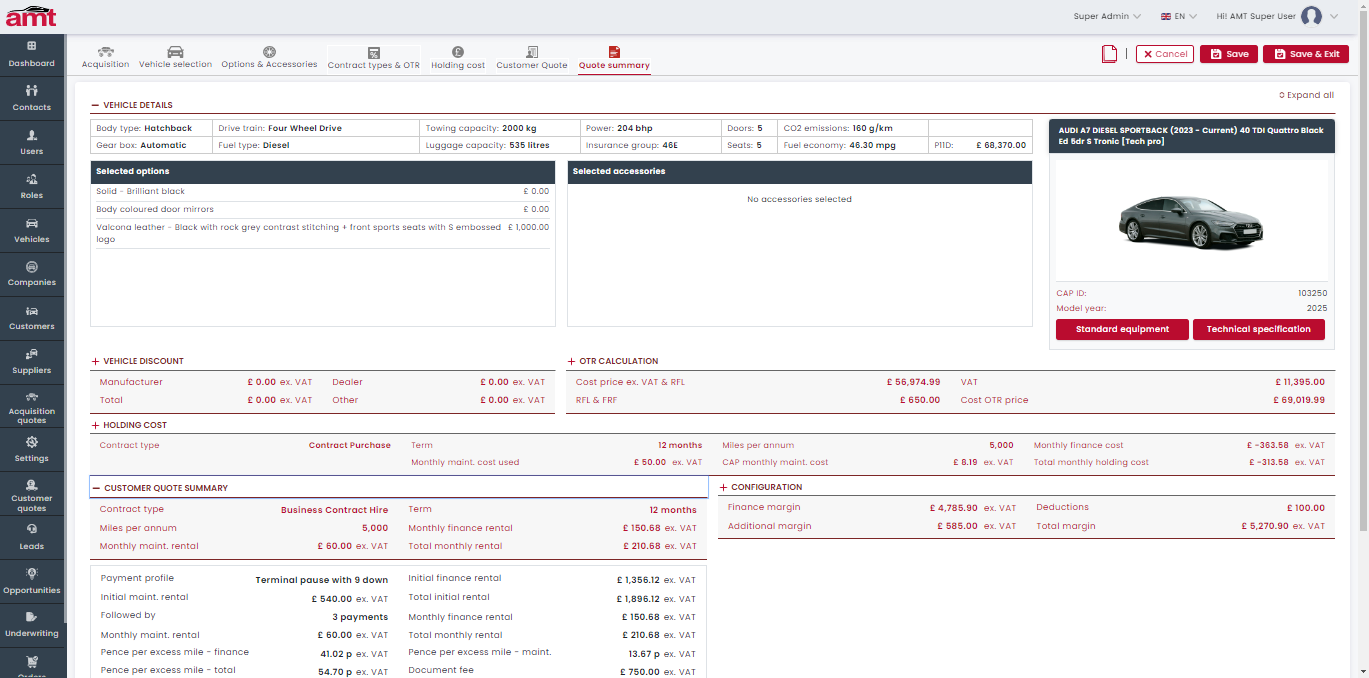 amt
Super Admin EN Hi! AMT Super User
Dashboard
Contacts
Users
Roles
Vehicles
Companies
Customers
Suppliers
Acquisition
quotes
Settings
Customer
quotes
Leads
Opportunities
Underwriting
Acquisition Vehicle selection Options & Accessories Contract types & OTR Holding cost Customer Quote Quote summary
Cancel Save Save & Exit
Expand all
VEHICLE DETAILS
Body type: Hatchback Drive train: Four Wheel Drive Towing capacity: 2000 kg Power: 204 bhp Doors: 5 CO2 emissions: 160 g/km
Gear box: Automatic Fuel type: Diesel Luggage capacity: 535 litres Insurance group: 46E Seats: 5 Fuel economy: 46.30 mpg P11D: £ 68,370.00
Selected options
Solid - Brilliant black £ 0.00
Body coloured door mirrors £ 0.00
Valcona leather - Black with rock grey contrast stitching + front sports seats with S embossed £ 1,000.00
logo
Selected accessories
No accessories selected
AUDI A7 DIESEL SPORTBACK (2023 - Current) 40 TDI Quattro Black
Ed 5dr S Tronic [Tech pro]
CAP ID: 103250
Model year: 2025
Standard equipment Technical specification
VEHICLE DISCOUNT
Manufacturer £ 0.00 ex. VAT Dealer £ 0.00 ex. VAT
Total £ 0.00 ex. VAT Other £ 0.00 ex. VAT
OTR CALCULATION
Cost price ex. VAT & RFL £ 56,974.99 VAT £ 11,395.00
RFL & FRF £ 650.00 Cost OTR price £ 69,019.99
HOLDING COST
Contract type Contract Purchase Term 12 months Miles per annum 5,000 Monthly finance cost £ -363.58 ex. VAT
Monthly maint. cost used £ 50.00 ex. VAT CAP monthly maint. cost £ 8.19 ex. VAT Total monthly holding cost £ -313.58 ex. VAT
CUSTOMER QUOTE SUMMARY
Contract type Business Contract Hire Term 12 months
Miles per annum 5,000 Monthly finance rental £ 150.68 ex. VAT
Monthly maint. rental £ 60.00 ex. VAT Total monthly rental £ 210.68 ex. VAT
CONFIGURATION
Finance margin £ 4,785.90 ex. VAT Deductions £ 100.00
Additional margin £ 585.00 ex. VAT Total margin £ 5,270.90 ex. VAT
Payment profile Terminal pause with 9 down Initial finance rental £ 1,356.12 ex. VAT
Initial maint. rental £ 540.00 ex. VAT Total initial rental £ 1,896.12 ex. VAT
Followed by 3 payments Monthly finance rental £ 150.68 ex. VAT
Monthly maint. rental £ 60.00 ex. VAT Total monthly rental £ 210.68 ex. VAT
Pence per excess mile - finance 41.02 p ex. VAT Pence per excess mile - maint. 13.67 p ex. VAT
Pence per excess mile - total 54.70 p ex. VAT Document fee £ 750.00 ex. VAT